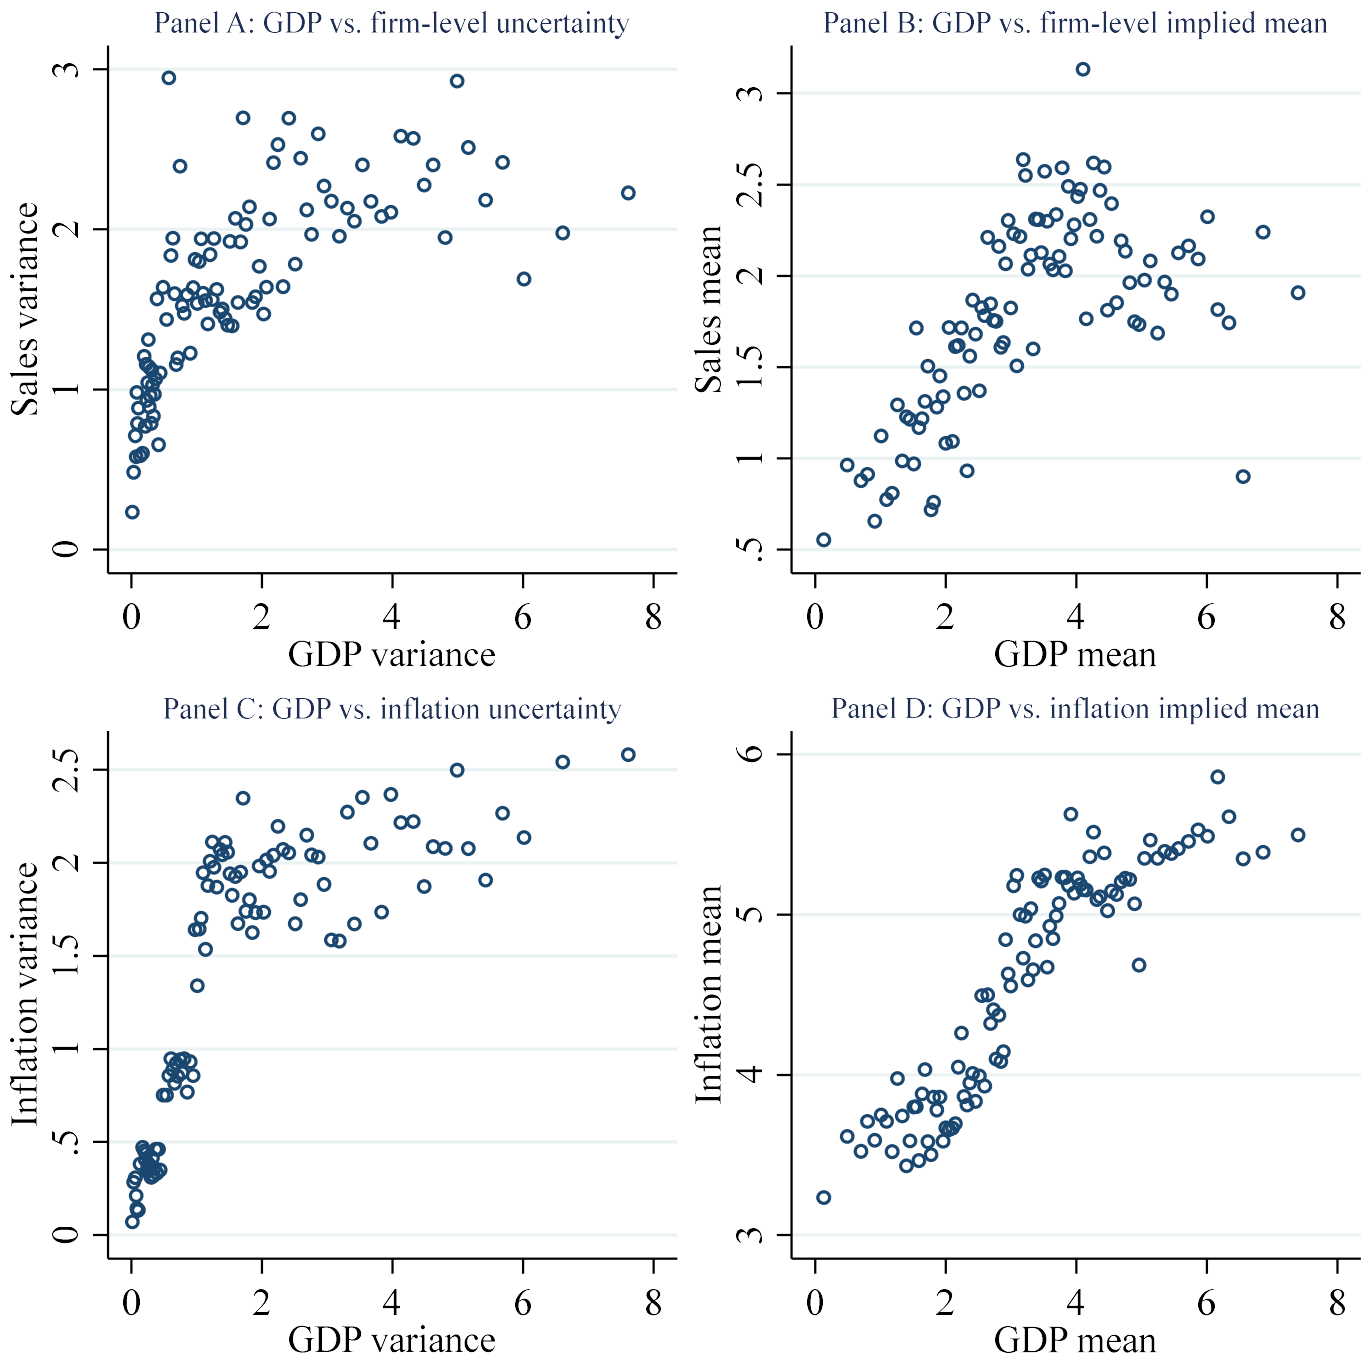 Panel A: GDP vs. firm-level uncertainty
Sales variance
3
2
1
0
0 2 4 6 8
GDP variance
Panel B: GDP vs. firm-level implied mean
Sales mean
3
2.5
2
1.5
1
.5
0 2 4 6 8
GDP mean
Panel C: GDP vs. inflation uncertainty
Inflation variance
2.5
2
1.5
1
.5
0
0 2 4 6 8
GDP variance
Panel D: GDP vs. inflation implied mean
Inflation mean
6
5
4
3
0 2 4 6 8
GDP mean